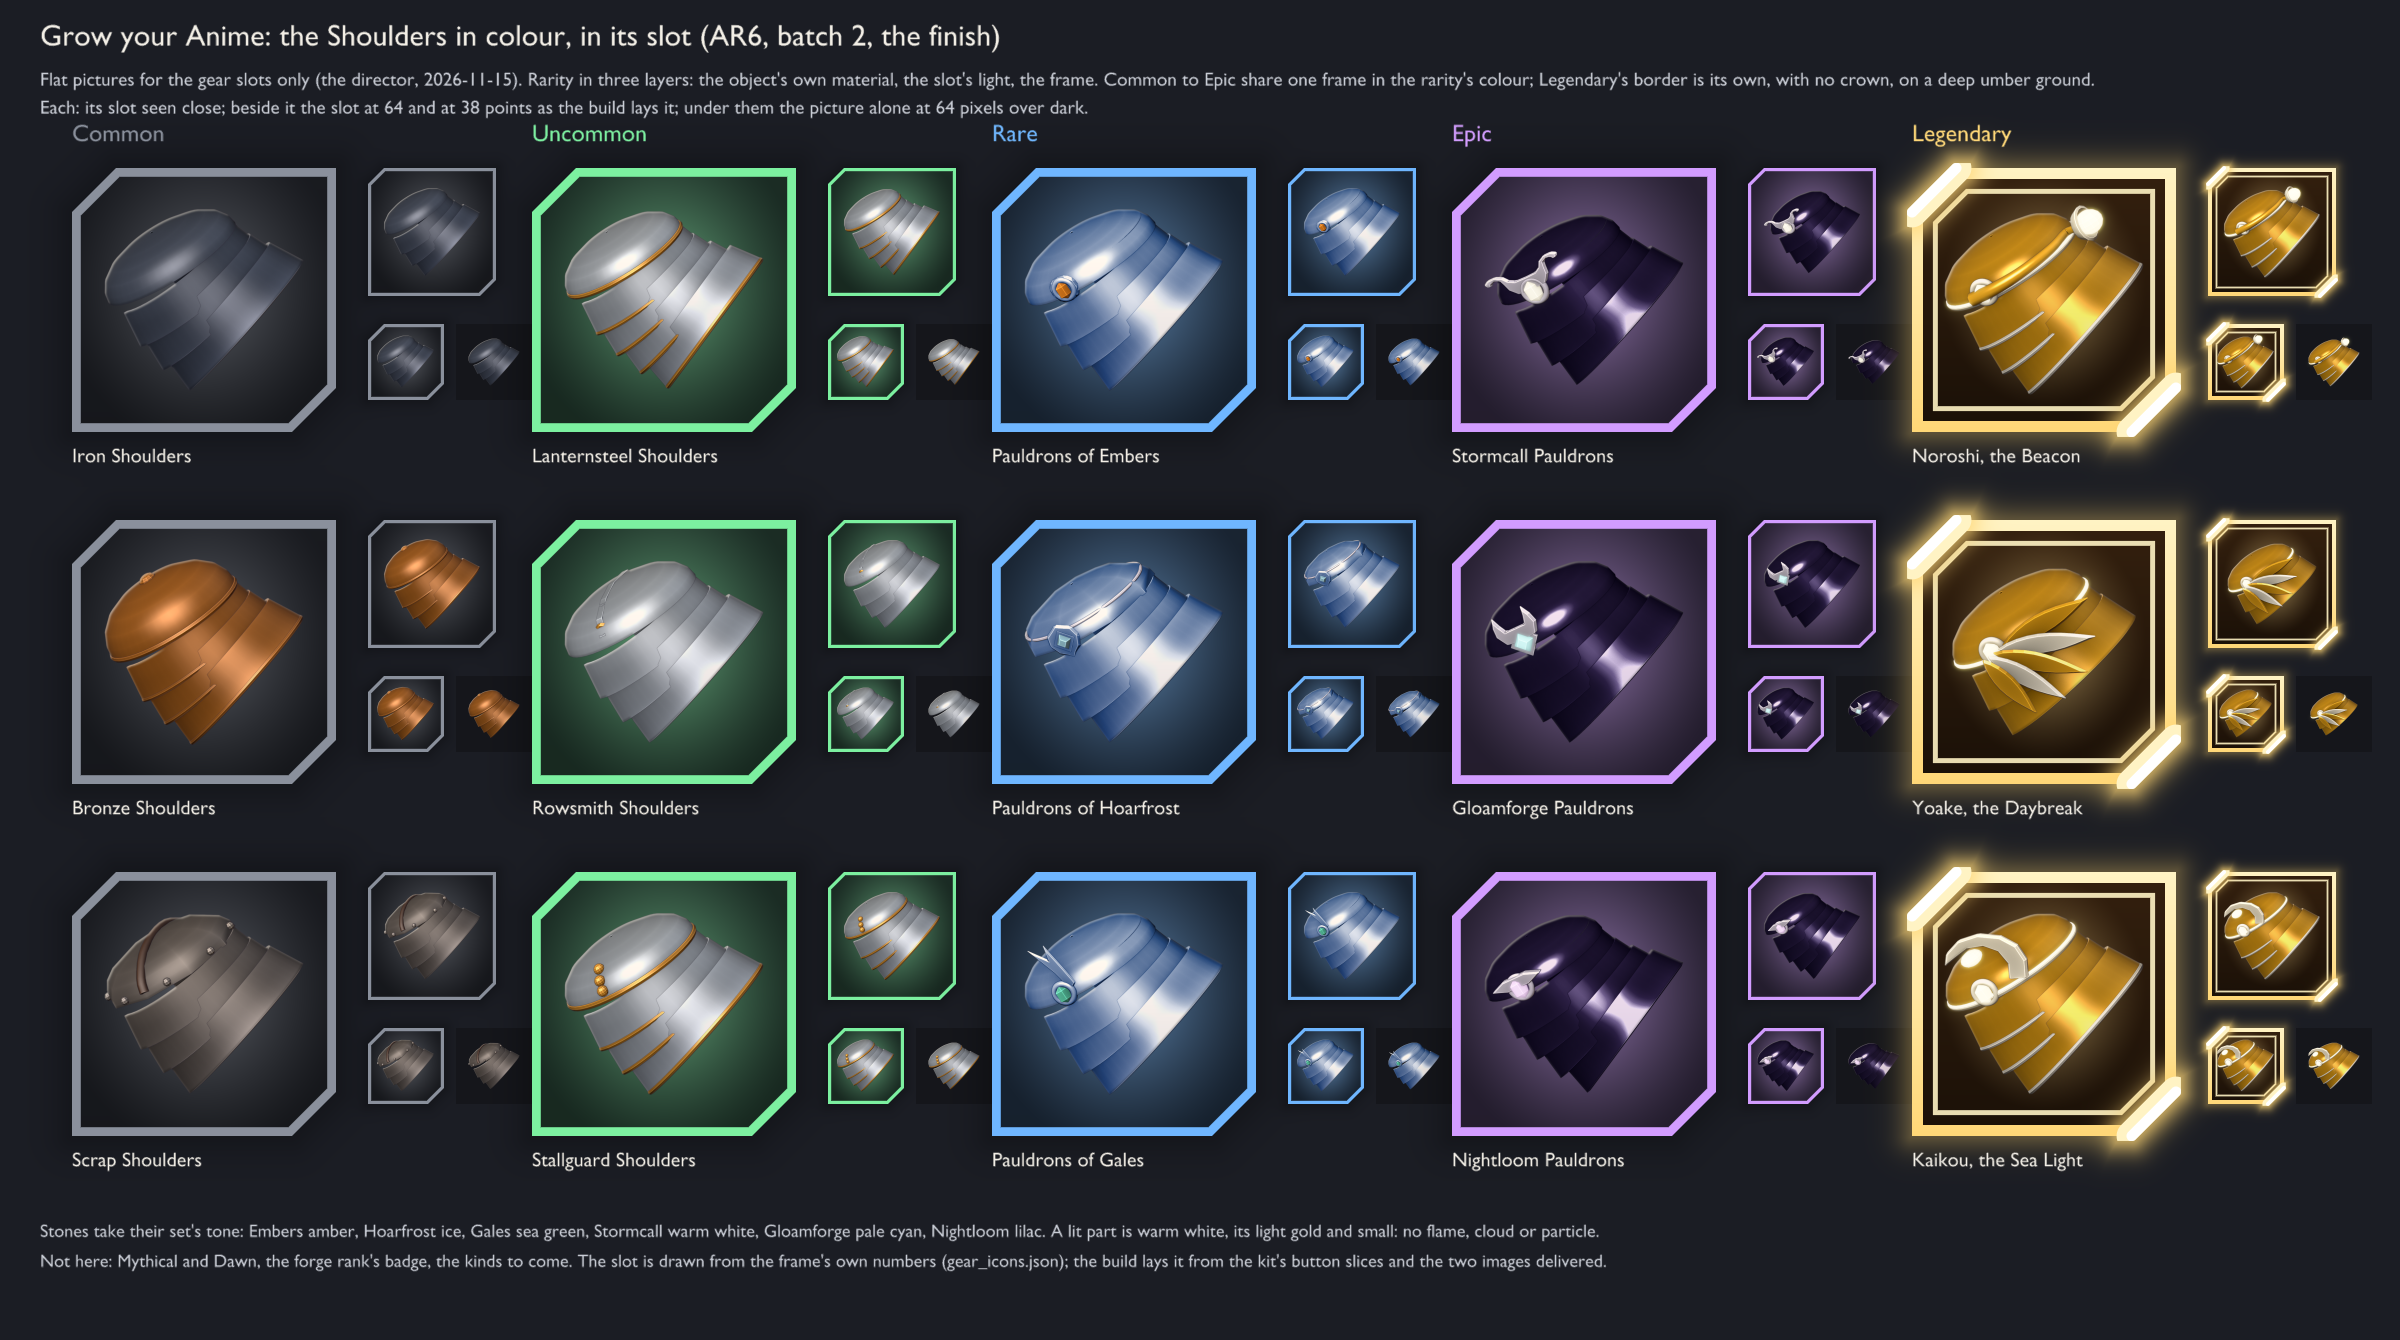 Grow your Anime: the Shoulders in colour, in its slot (AR6, batch 2, the finish)
Flat pictures for the gear slots only (the director, 2026-11-15). Rarity in three layers: the object's own material, the slot's light, the frame. Common to Epic share one frame in the rarity's colour; Legendary's border is its own, with no crown, on a deep umber ground.
Each: its slot seen close; beside it the slot at 64 and at 38 points as the build lays it; under them the picture alone at 64 pixels over dark.
Common Uncommon Rare Epic Legendary
Iron Shoulders Lanternsteel Shoulders Pauldrons of Embers Stormcall Pauldrons Noroshi, the Beacon
Bronze Shoulders Rowsmith Shoulders Pauldrons of Hoarfrost Gloamforge Pauldrons Yoake, the Daybreak
Scrap Shoulders Stallguard Shoulders Pauldrons of Gales Nightloom Pauldrons Kaikou, the Sea Light
Stones take their set's tone: Embers amber, Hoarfrost ice, Gales sea green, Stormcall warm white, Gloamforge pale cyan, Nightloom lilac. A lit part is warm white, its light gold and small: no flame, cloud or particle.
Not here: Mythical and Dawn, the forge rank's badge, the kinds to come. The slot is drawn from the frame's own numbers (gear_icons.json); the build lays it from the kit's button slices and the two images delivered.